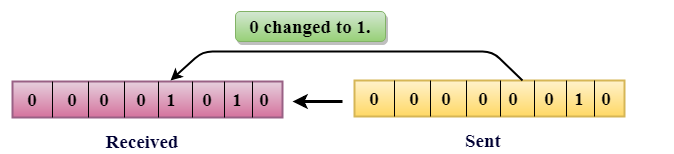 0 changed to 1.
0 0 0 0 1 0 1 0
0 0 0 0 0 0 1 0
Received
Sent